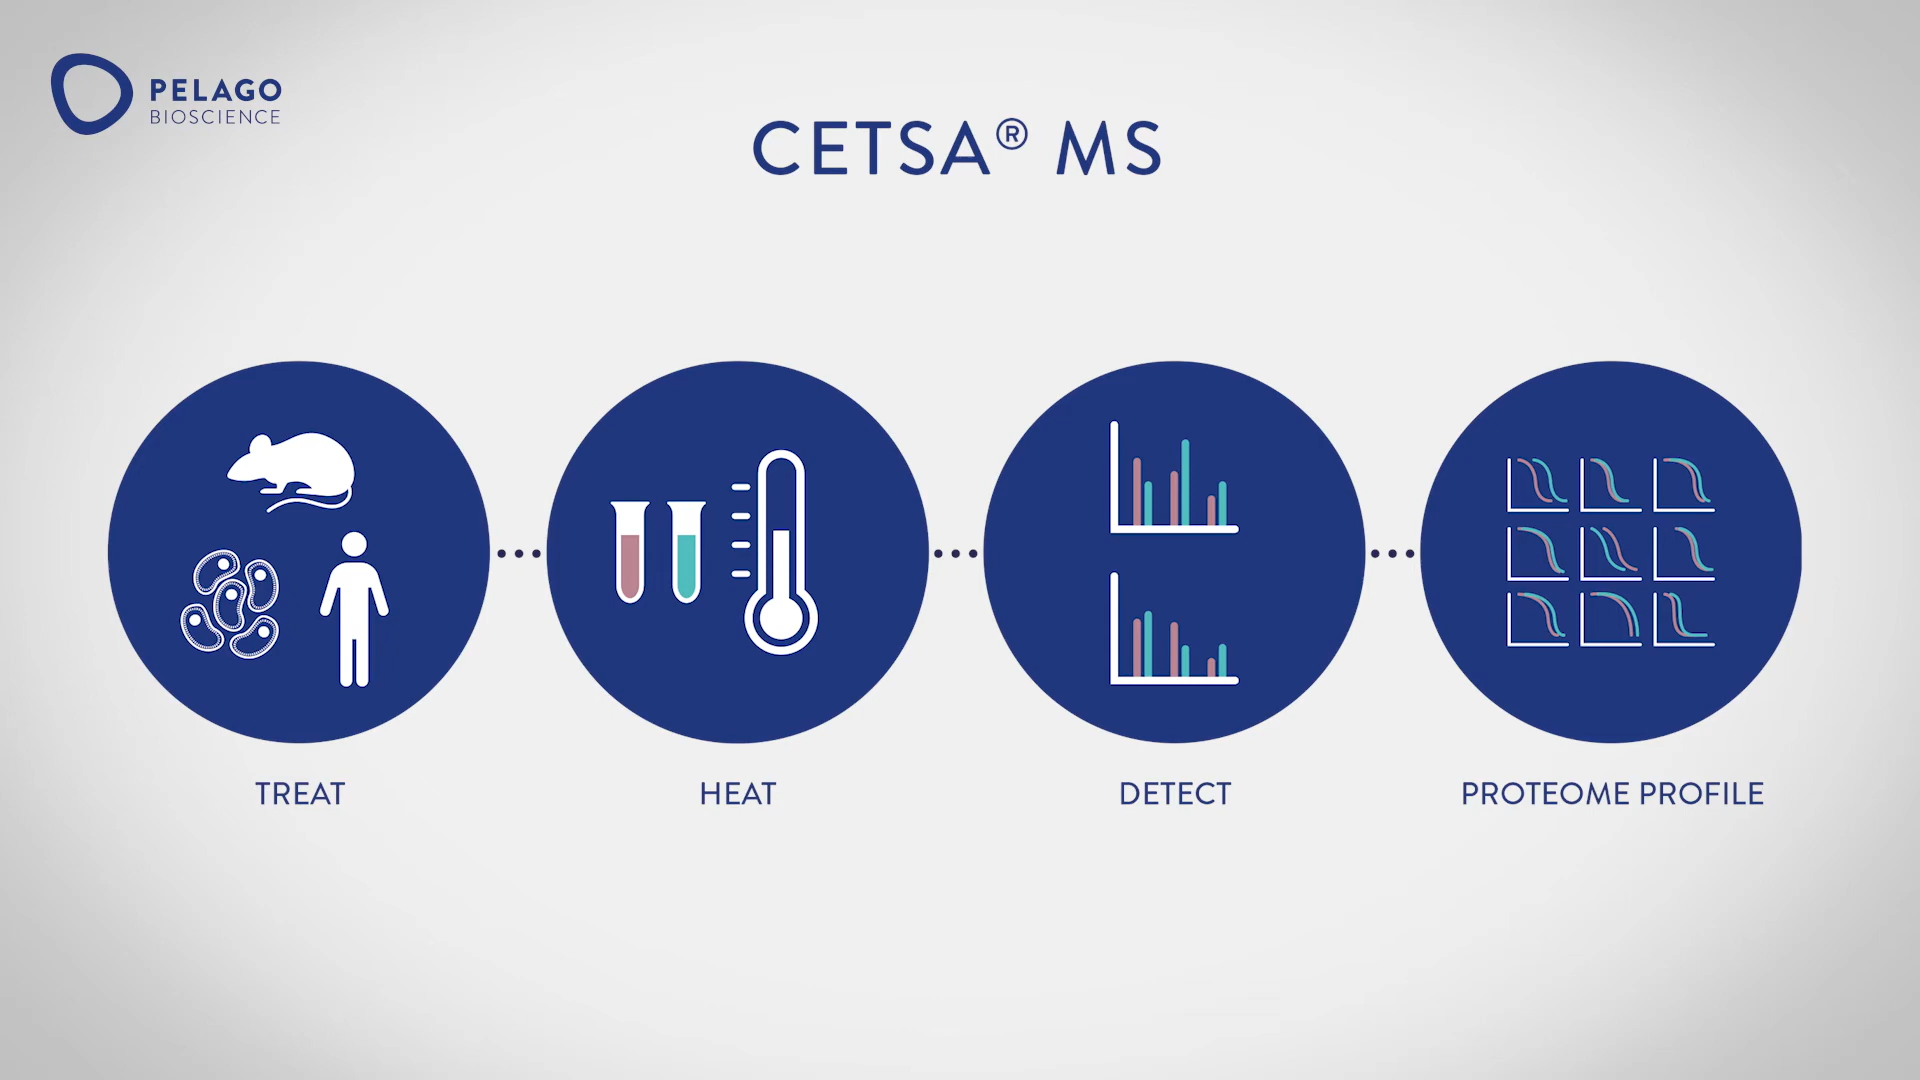 PELAGO
BIOSCIENCE
CETSA® MS
TREAT
HEAT
DETECT
PROTEOME PROFILE